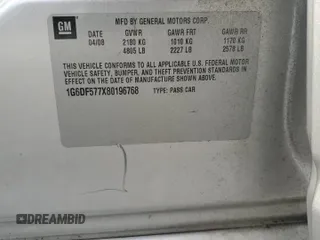 GM
MFD BY GENERAL MOTORS CORP.
DATE GVWR GAWR FRT GAWR RR
04/08 2180 KG 1010 KG 1170 KG
4805 LB 2227 LB 2578 LB
THIS VEHICLE CONFORMS TO ALL APPLICABLE U.S. FEDERAL MOTOR
VEHICLE SAFETY, BUMPER, AND THEFT PREVENTION STANDARDS IN
EFFECT ON THE DATE OF MANUFACTURE SHOWN ABOVE.
1G6DF577X80196768 TYPE: PASS CAR
DREAMBID